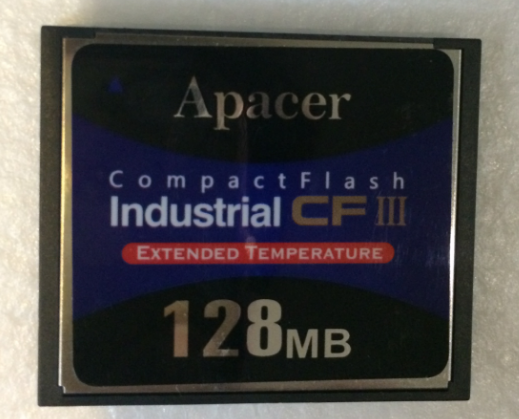 Apacer
CompactFlash
Industrial CF III
EXTENDED TEMPERATURE
128MB